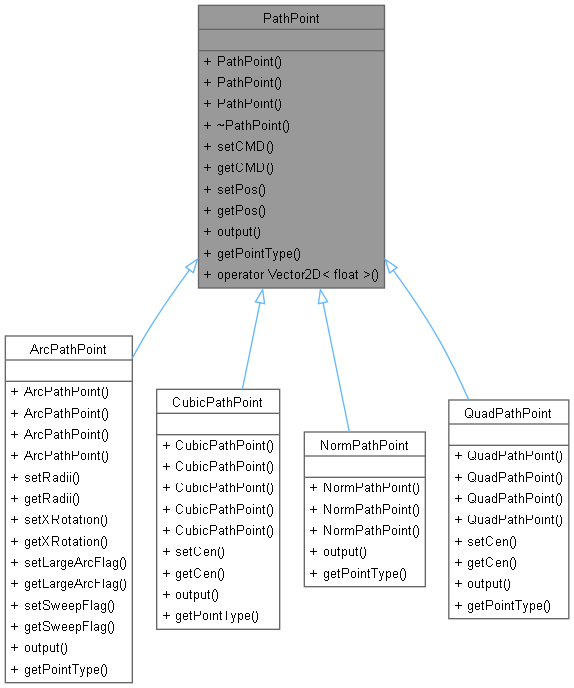 PathPoint
+ PathPoint()
+ PathPoint()
+ PathPoint()
+ ~PathPoint()
+ setCMD()
+ getCMD()
+ setPos()
+ getPos()
+ output()
+ getPointType()
+ operator Vector2D< float >()
ArcPathPoint
+ ArcPathPoint()
+ ArcPathPoint()
+ ArcPathPoint()
+ ArcPathPoint()
+ setRadii()
+ getRadii()
+ setXRotation()
+ getXRotation()
+ setLargeArcFlag()
+ getLargeArcFlag()
+ setSweepFlag()
+ getSweepFlag()
+ output()
+ getPointType()
CubicPathPoint
+ CubicPathPoint()
+ CubicPathPoint()
+ CubicPathPoint()
+ CubicPathPoint()
+ CubicPathPoint()
+ setCen()
+ getCen()
+ output()
+ getPointType()
NormPathPoint
+ NormPathPoint()
+ NormPathPoint()
+ NormPathPoint()
+ output()
+ getPointType()
QuadPathPoint
+ QuadPathPoint()
+ QuadPathPoint()
+ QuadPathPoint()
+ QuadPathPoint()
+ setCen()
+ getCen()
+ output()
+ getPointType()